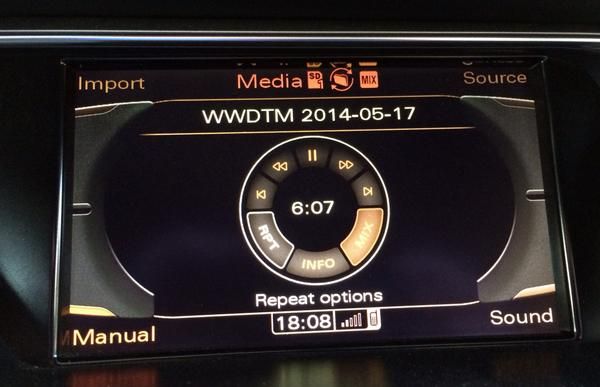 Import
Media SD 1 MIX
Source
WWDTM 2014-05-17
6:07
RPT
MIX
INFO
Repeat options
Manual
18:08
Sound